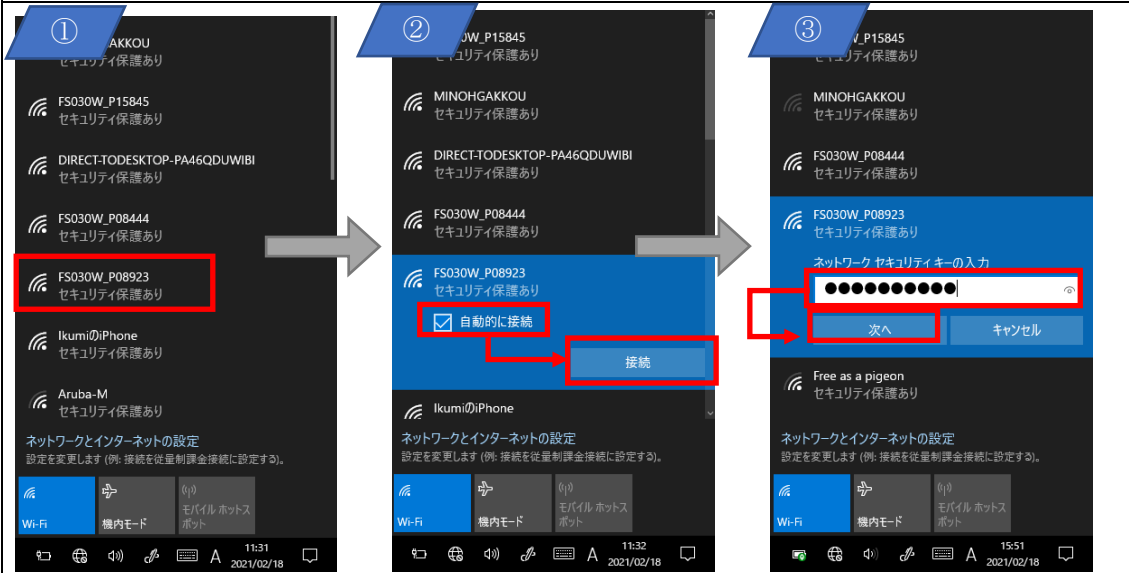 ①
AKKOU
セキュリティ保護あり
FS030W_P15845
セキュリティ保護あり
DIRECT-TODESKTOP-PA46QDUWIBI
セキュリティ保護あり
FS030W_P08444
セキュリティ保護あり
FS030W_P08923
セキュリティ保護あり
IkumiのiPhone
セキュリティ保護あり
Aruba-M
セキュリティ保護あり
ネットワークとインターネットの設定
設定を変更します (例: 接続を従量制課金接続に設定する)。
Wi-Fi
機内モード
モバイル ホットス
ポット
A
11:31
2021/02/18
②
0W_P15845
セキュリティ保護あり
MINOHGAKKOU
セキュリティ保護あり
DIRECT-TODESKTOP-PA46QDUWIBI
セキュリティ保護あり
FS030W_P08444
セキュリティ保護あり
FS030W_P08923
セキュリティ保護あり
自動的に接続
接続
IkumiのiPhone
ネットワークとインターネットの設定
設定を変更します (例: 接続を従量制課金接続に設定する)。
Wi-Fi
機内モード
モバイル ホットス
ポット
A
11:32
2021/02/18
③
_P15845
セキュリティ保護あり
MINOHGAKKOU
セキュリティ保護あり
FS030W_P08444
セキュリティ保護あり
FS030W_P08923
セキュリティ保護あり
ネットワーク セキュリティ キーの入力
●●●●●●●●●●
次へ
キャンセル
Free as a pigeon
セキュリティ保護あり
ネットワークとインターネットの設定
設定を変更します (例: 接続を従量制課金接続に設定する)。
Wi-Fi
機内モード
モバイル ホットス
ポット
A
15:51
2021/02/18